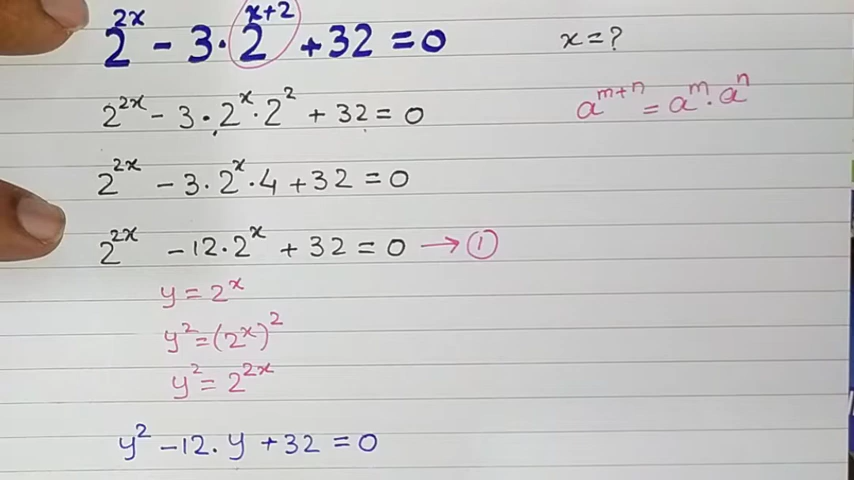 2^{2x} - 3 · 2^{x+2} + 32 = 0
x = ?
2^{2x} - 3 · 2^x · 2^2 + 32 = 0
a^{m+n} = a^m · a^n
2^{2x} - 3 · 2^x · 4 + 32 = 0
2^{2x} - 12 · 2^x + 32 = 0 → ①
y = 2^x
y^2 = (2^x)^2
y^2 = 2^{2x}
y^2 - 12 · y + 32 = 0